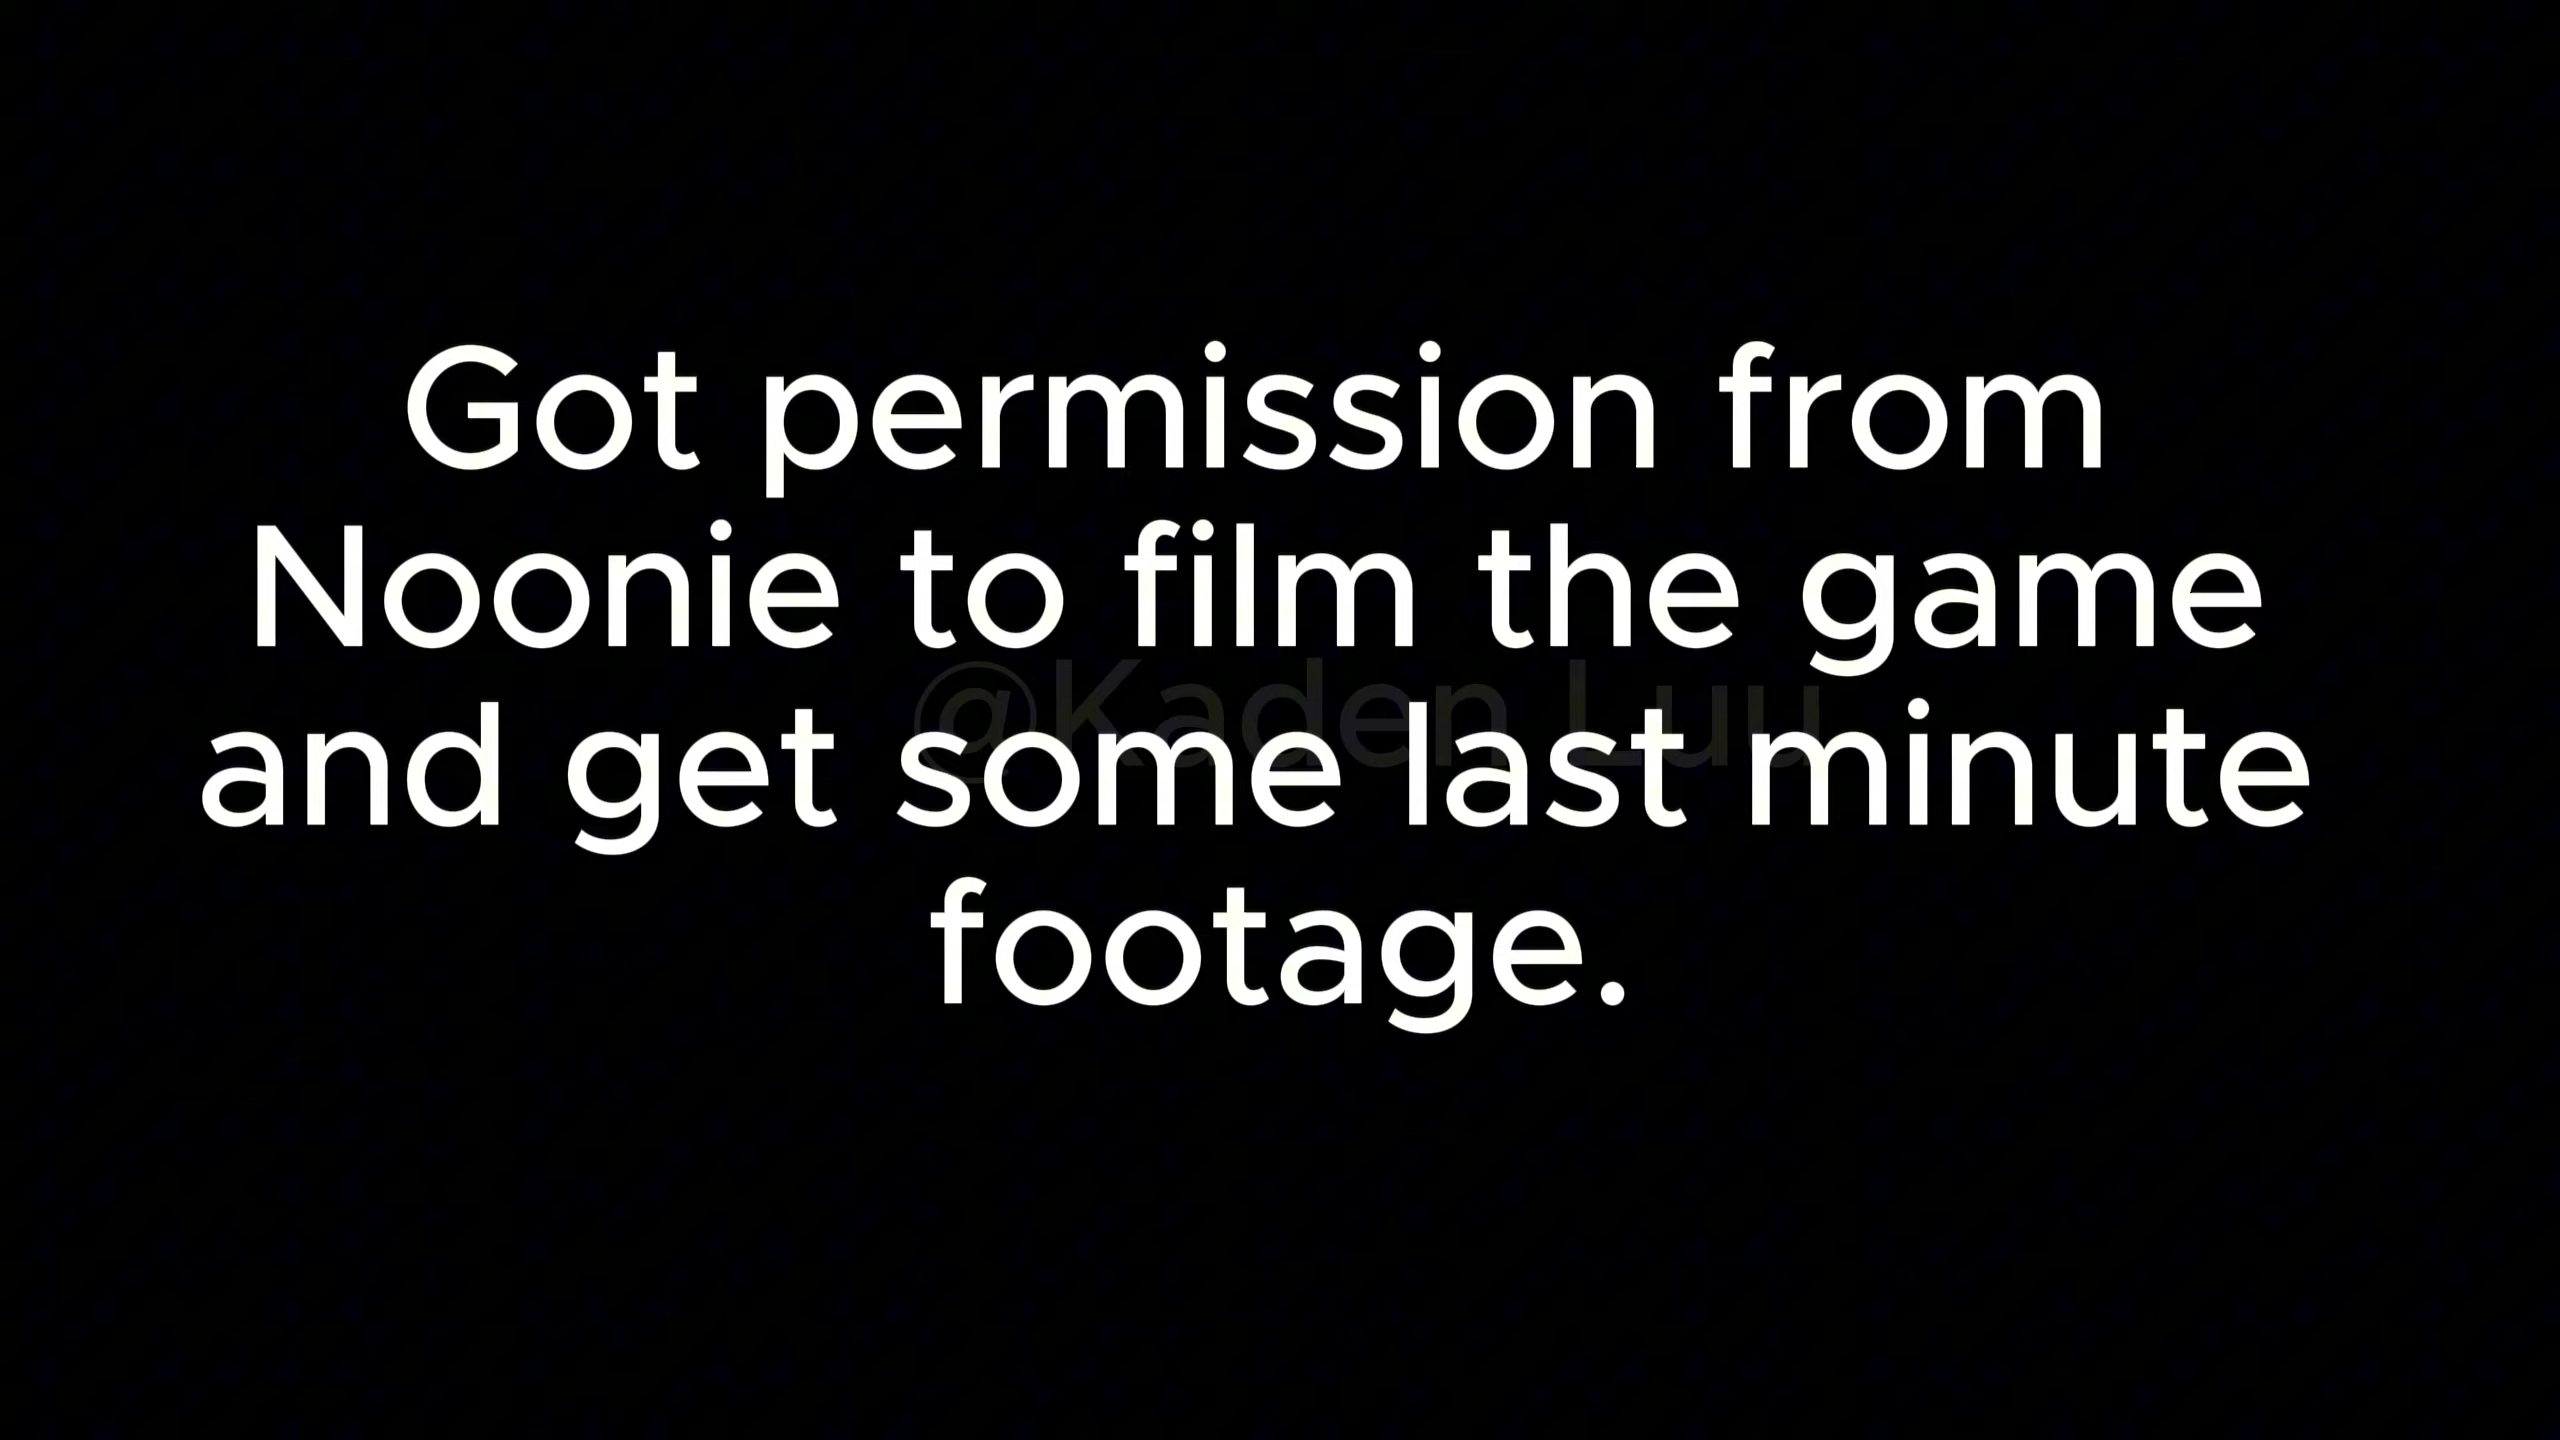 Got permission from
Noonie to film the game
@Kaden Luu
and get some last minute
footage.